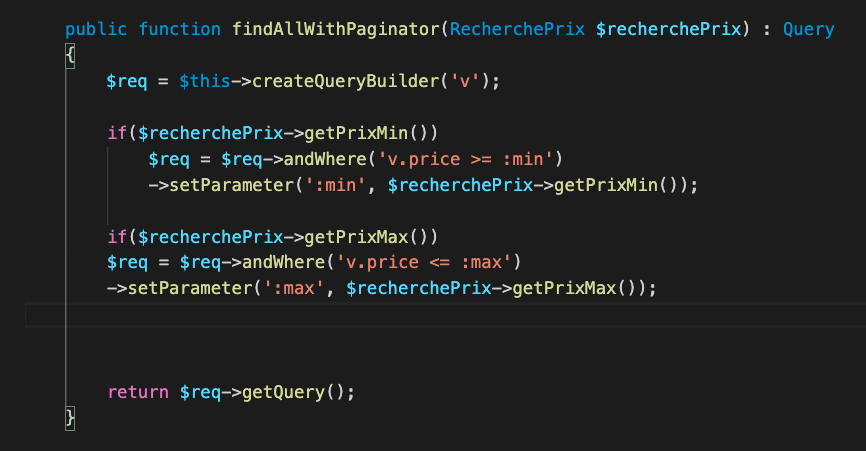 public function findAllWithPaginator(RecherchePrix $recherchePrix) : Query
{
$req = $this->createQueryBuilder('v');
if($recherchePrix->getPrixMin())
$req = $req->andWhere('v.price >= :min')
->setParameter(':min', $recherchePrix->getPrixMin());
if($recherchePrix->getPrixMax())
$req = $req->andWhere('v.price <= :max')
->setParameter(':max', $recherchePrix->getPrixMax());
return $req->getQuery();
}